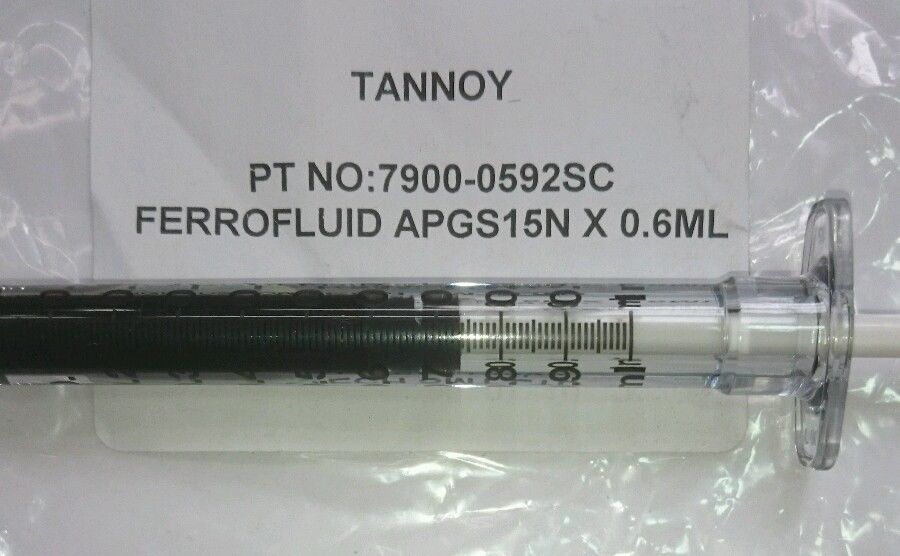 TANNOY
PT NO:7900-0592SC
FERROFLUID APGS15N X 0.6ML